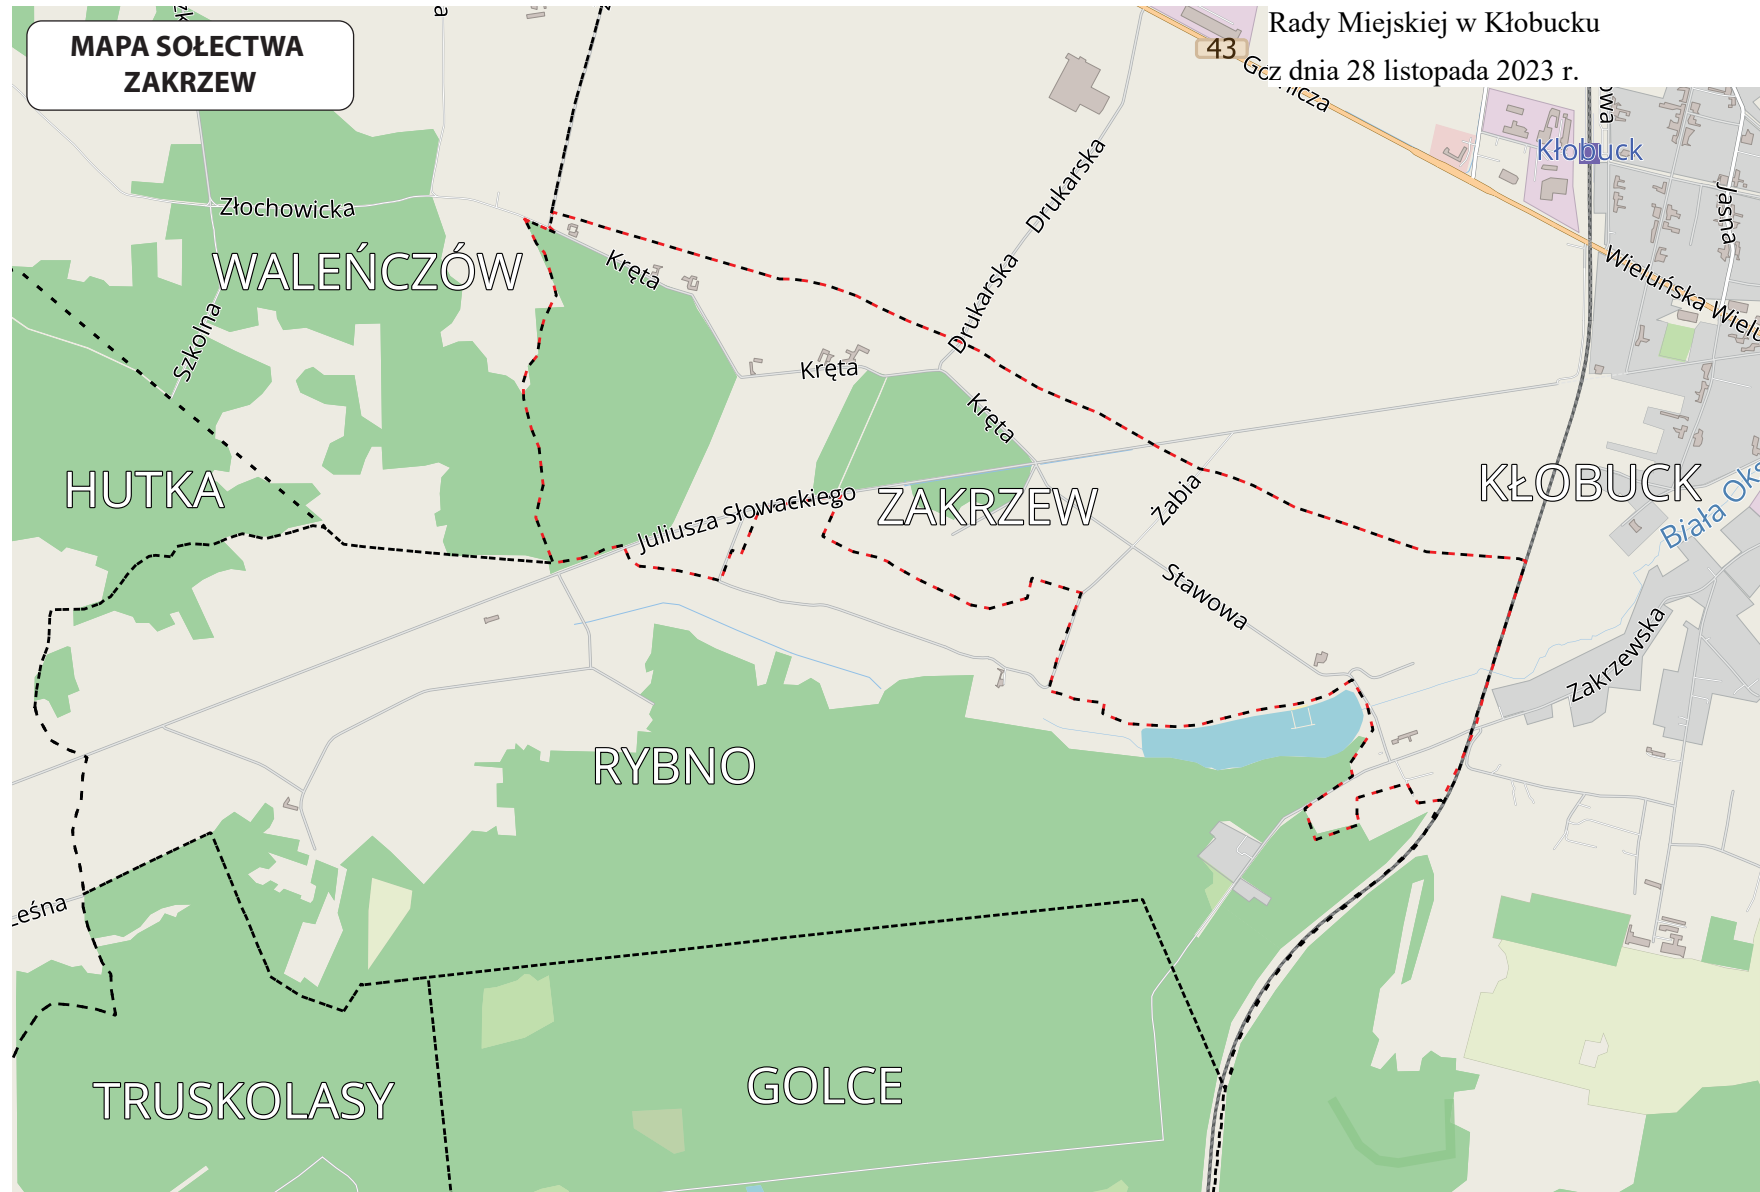 MAPA SOŁECTWA
ZAKRZEW
Rady Miejskiej w Kłobucku
z dnia 28 listopada 2023 r.
43
Kłobuck
Jasna
Złochowicka
WALEŃCZÓW
Kręta
Drukarska
Drukarska
Wieluńska
Szkolna
Kręta
Kręta
HUTKA
Juliusza Słowackiego
ZAKRZEW
Żabia
KŁOBUCK
Biała Oks
Stawowa
Zakrzewska
RYBNO
eśna
TRUSKOLASY
GOLCE